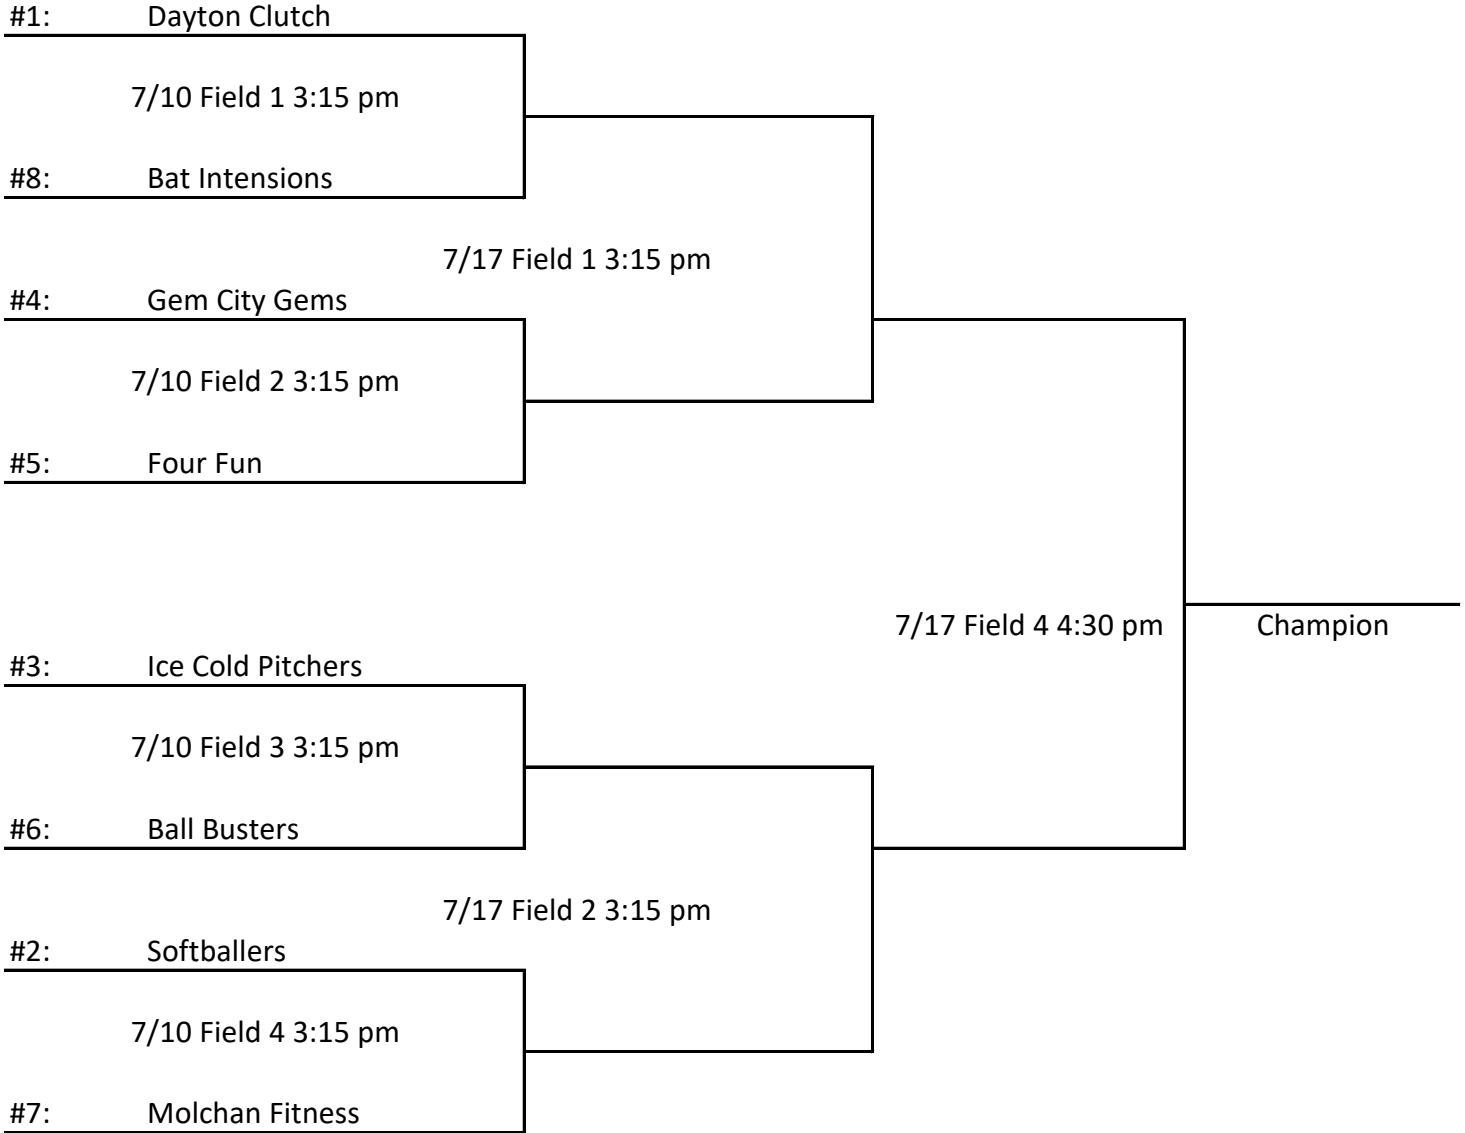 #1: Dayton Clutch
7/10 Field 1 3:15 pm
#8: Bat Intensions
7/17 Field 1 3:15 pm
#4: Gem City Gems
7/10 Field 2 3:15 pm
#5: Four Fun
7/17 Field 4 4:30 pm
Champion
#3: Ice Cold Pitchers
7/10 Field 3 3:15 pm
#6: Ball Busters
7/17 Field 2 3:15 pm
#2: Softballers
7/10 Field 4 3:15 pm
#7: Molchan Fitness